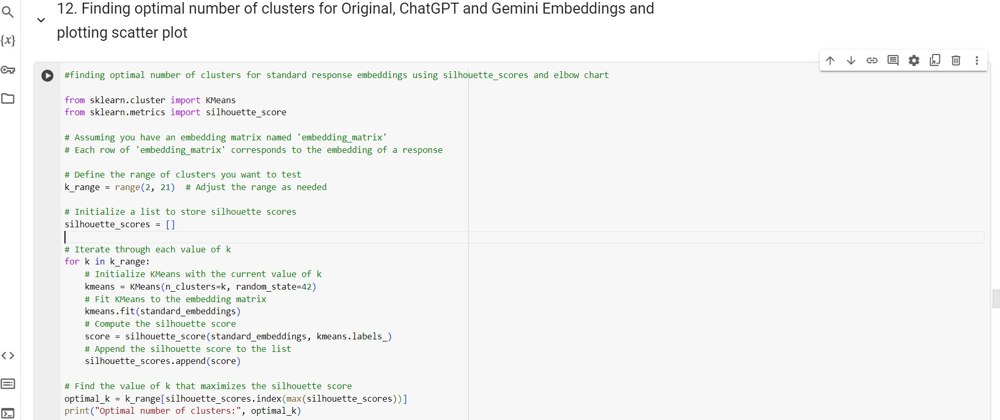 12. Finding optimal number of clusters for Original, ChatGPT and Gemini Embeddings and
plotting scatter plot
{x}
#finding optimal number of clusters for standard response embeddings using silhouette_scores and elbow chart
from sklearn.cluster import KMeans
from sklearn.metrics import silhouette_score
# Assuming you have an embedding matrix named 'embedding_matrix'
# Each row of 'embedding_matrix' corresponds to the embedding of a response
# Define the range of clusters you want to test
k_range = range(2, 21)  # Adjust the range as needed
# Initialize a list to store silhouette scores
silhouette_scores = []
# Iterate through each value of k
for k in k_range:
    # Initialize KMeans with the current value of k
    kmeans = KMeans(n_clusters=k, random_state=42)
    # Fit KMeans to the embedding matrix
    kmeans.fit(standard_embeddings)
    # Compute the silhouette score
    score = silhouette_score(standard_embeddings, kmeans.labels_)
    # Append the silhouette score to the list
    silhouette_scores.append(score)
# Find the value of k that maximizes the silhouette score
optimal_k = k_range[silhouette_scores.index(max(silhouette_scores))]
print("Optimal number of clusters:", optimal_k)